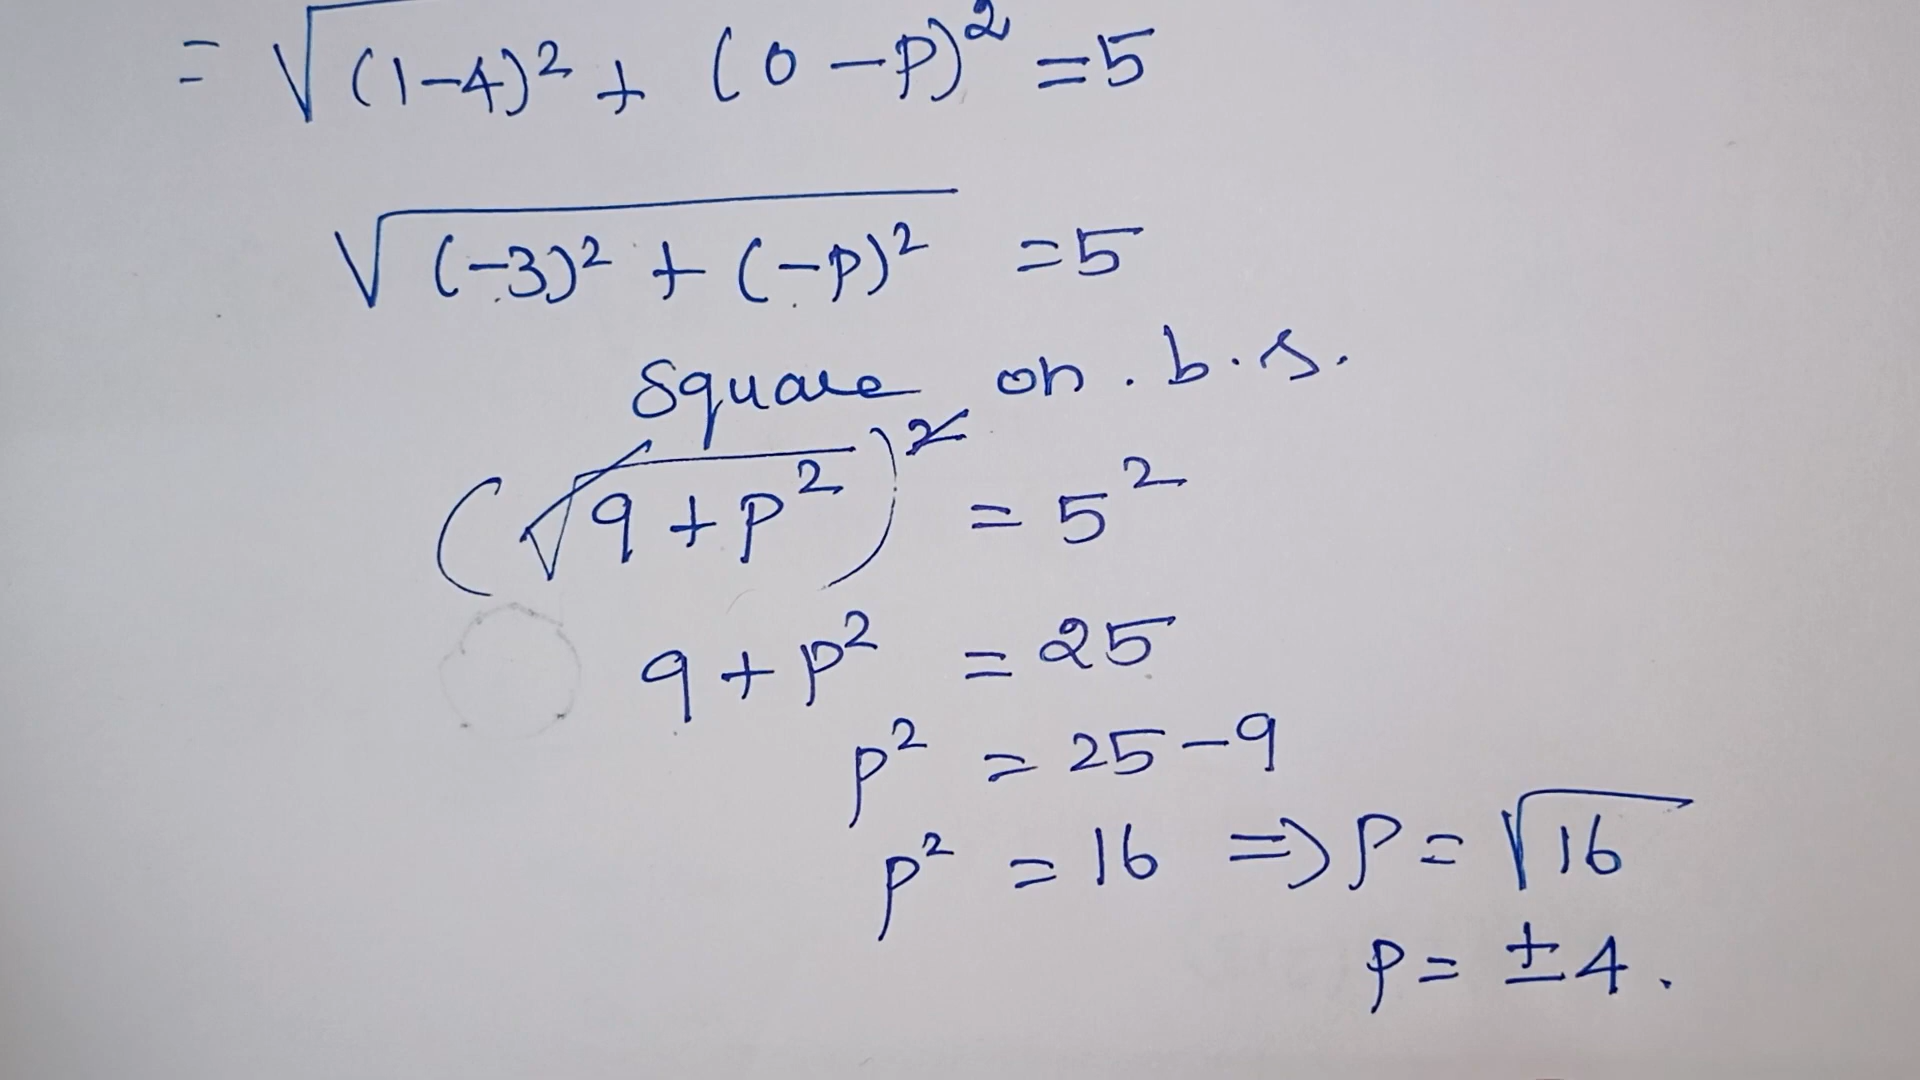 = √(1-4)² + (0-P)² = 5
√(-3)² + (-P)² = 5
Square on. b.s.
(√9+P²)² = 5²
9 + p² = 25
p² = 25-9
p² = 16 => P = √16
P = ±4.